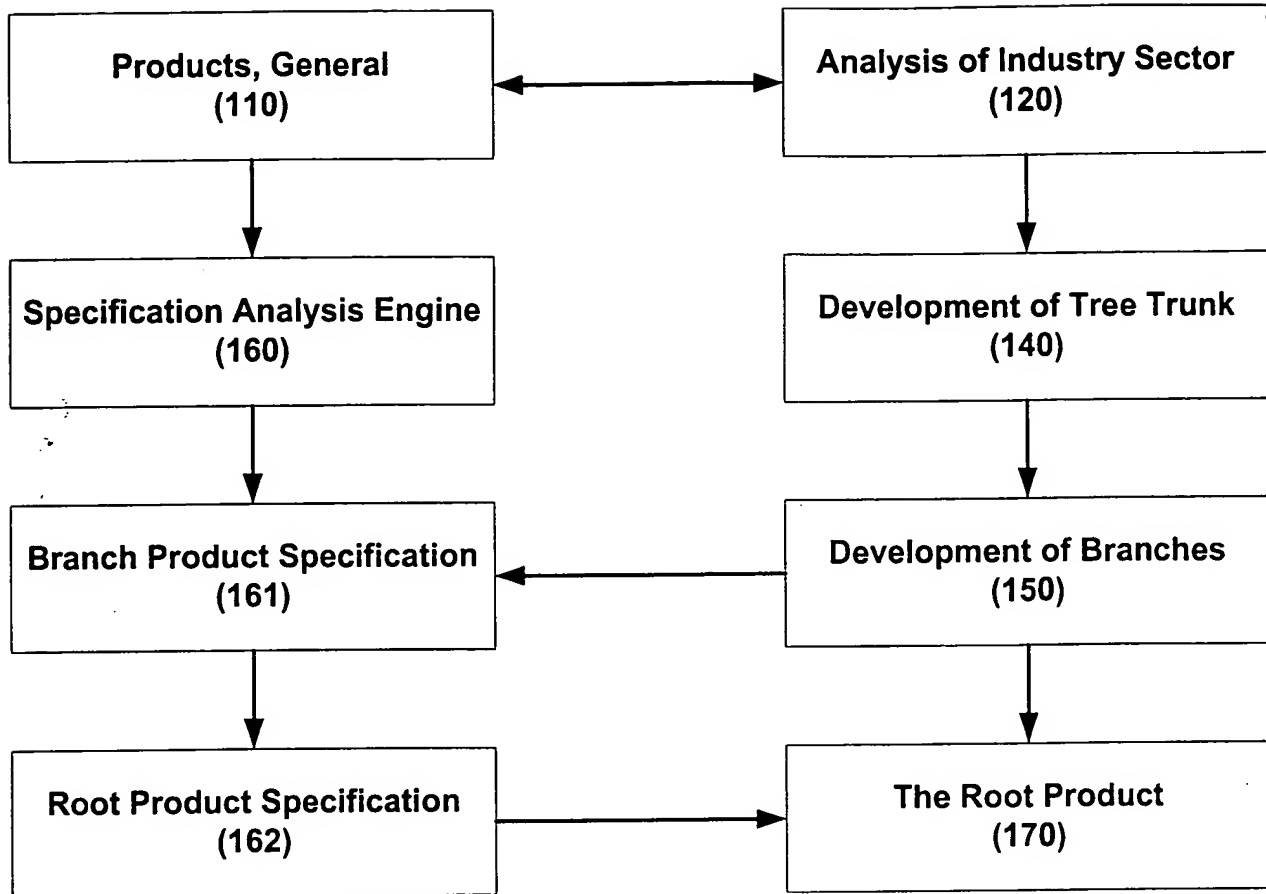 Products, General
(110)
Analysis of Industry Sector
(120)
Specification Analysis Engine
(160)
Development of Tree Trunk
(140)
Branch Product Specification
(161)
Development of Branches
(150)
Root Product Specification
(162)
The Root Product
(170)